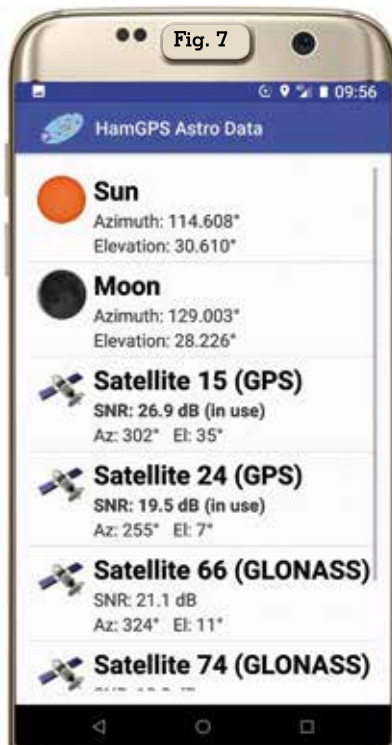 Fig. 7
09:56
HamGPS Astro Data
Sun
Azimuth: 114.608°
Elevation: 30.610°
Moon
Azimuth: 129.003°
Elevation: 28.226°
Satellite 15 (GPS)
SNR: 26.9 dB (in use)
Az: 302° El: 35°
Satellite 24 (GPS)
SNR: 19.5 dB (in use)
Az: 255° El: 7°
Satellite 66 (GLONASS)
SNR: 21.1 dB
Az: 324° El: 11°
Satellite 74 (GLONASS)